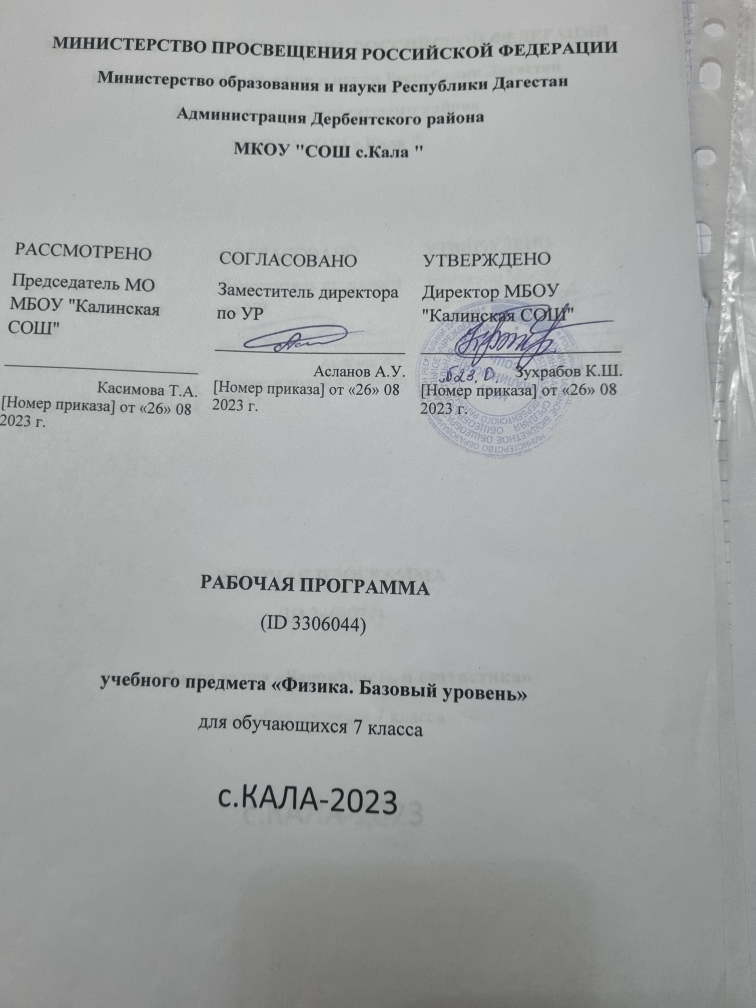 МИНИСТЕРСТВО ПРОСВЕЩЕНИЯ РОССИЙСКОЙ ФЕДЕРАЦИИ
Министерство образования и науки Республики Дагестан
Администрация Дербентского района
МКОУ "СОШ с.Кала "
РАССМОТРЕНО
Председатель МО
МБОУ "Калинская
СОШ"
Касимова Т.А.
[Номер приказа] от «26» 08
2023 г.
СОГЛАСОВАНО
Заместитель директора
по УР
Асланов А.У.
[Номер приказа] от «26» 08
2023 г.
УТВЕРЖДЕНО
Директор МБОУ
"Калинская СОШ"
Зухрабов К.Ш.
[Номер приказа] от «26» 08
2023 г.
РАБОЧАЯ ПРОГРАММА
(ID 3306044)
учебного предмета «Физика. Базовый уровень»
для обучающихся 7 класса
с.КАЛА-2023